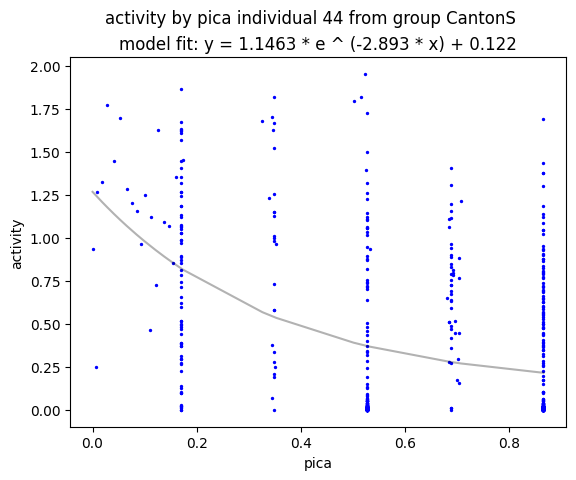 activity by pica individual 44 from group CantonS
model fit: y = 1.1463 * e ^ (-2.893 * x) + 0.122
2.00
1.75
1.50
1.25
1.00
0.75
0.50
0.25
0.00
activity
0.0 0.2 0.4 0.6 0.8
pica